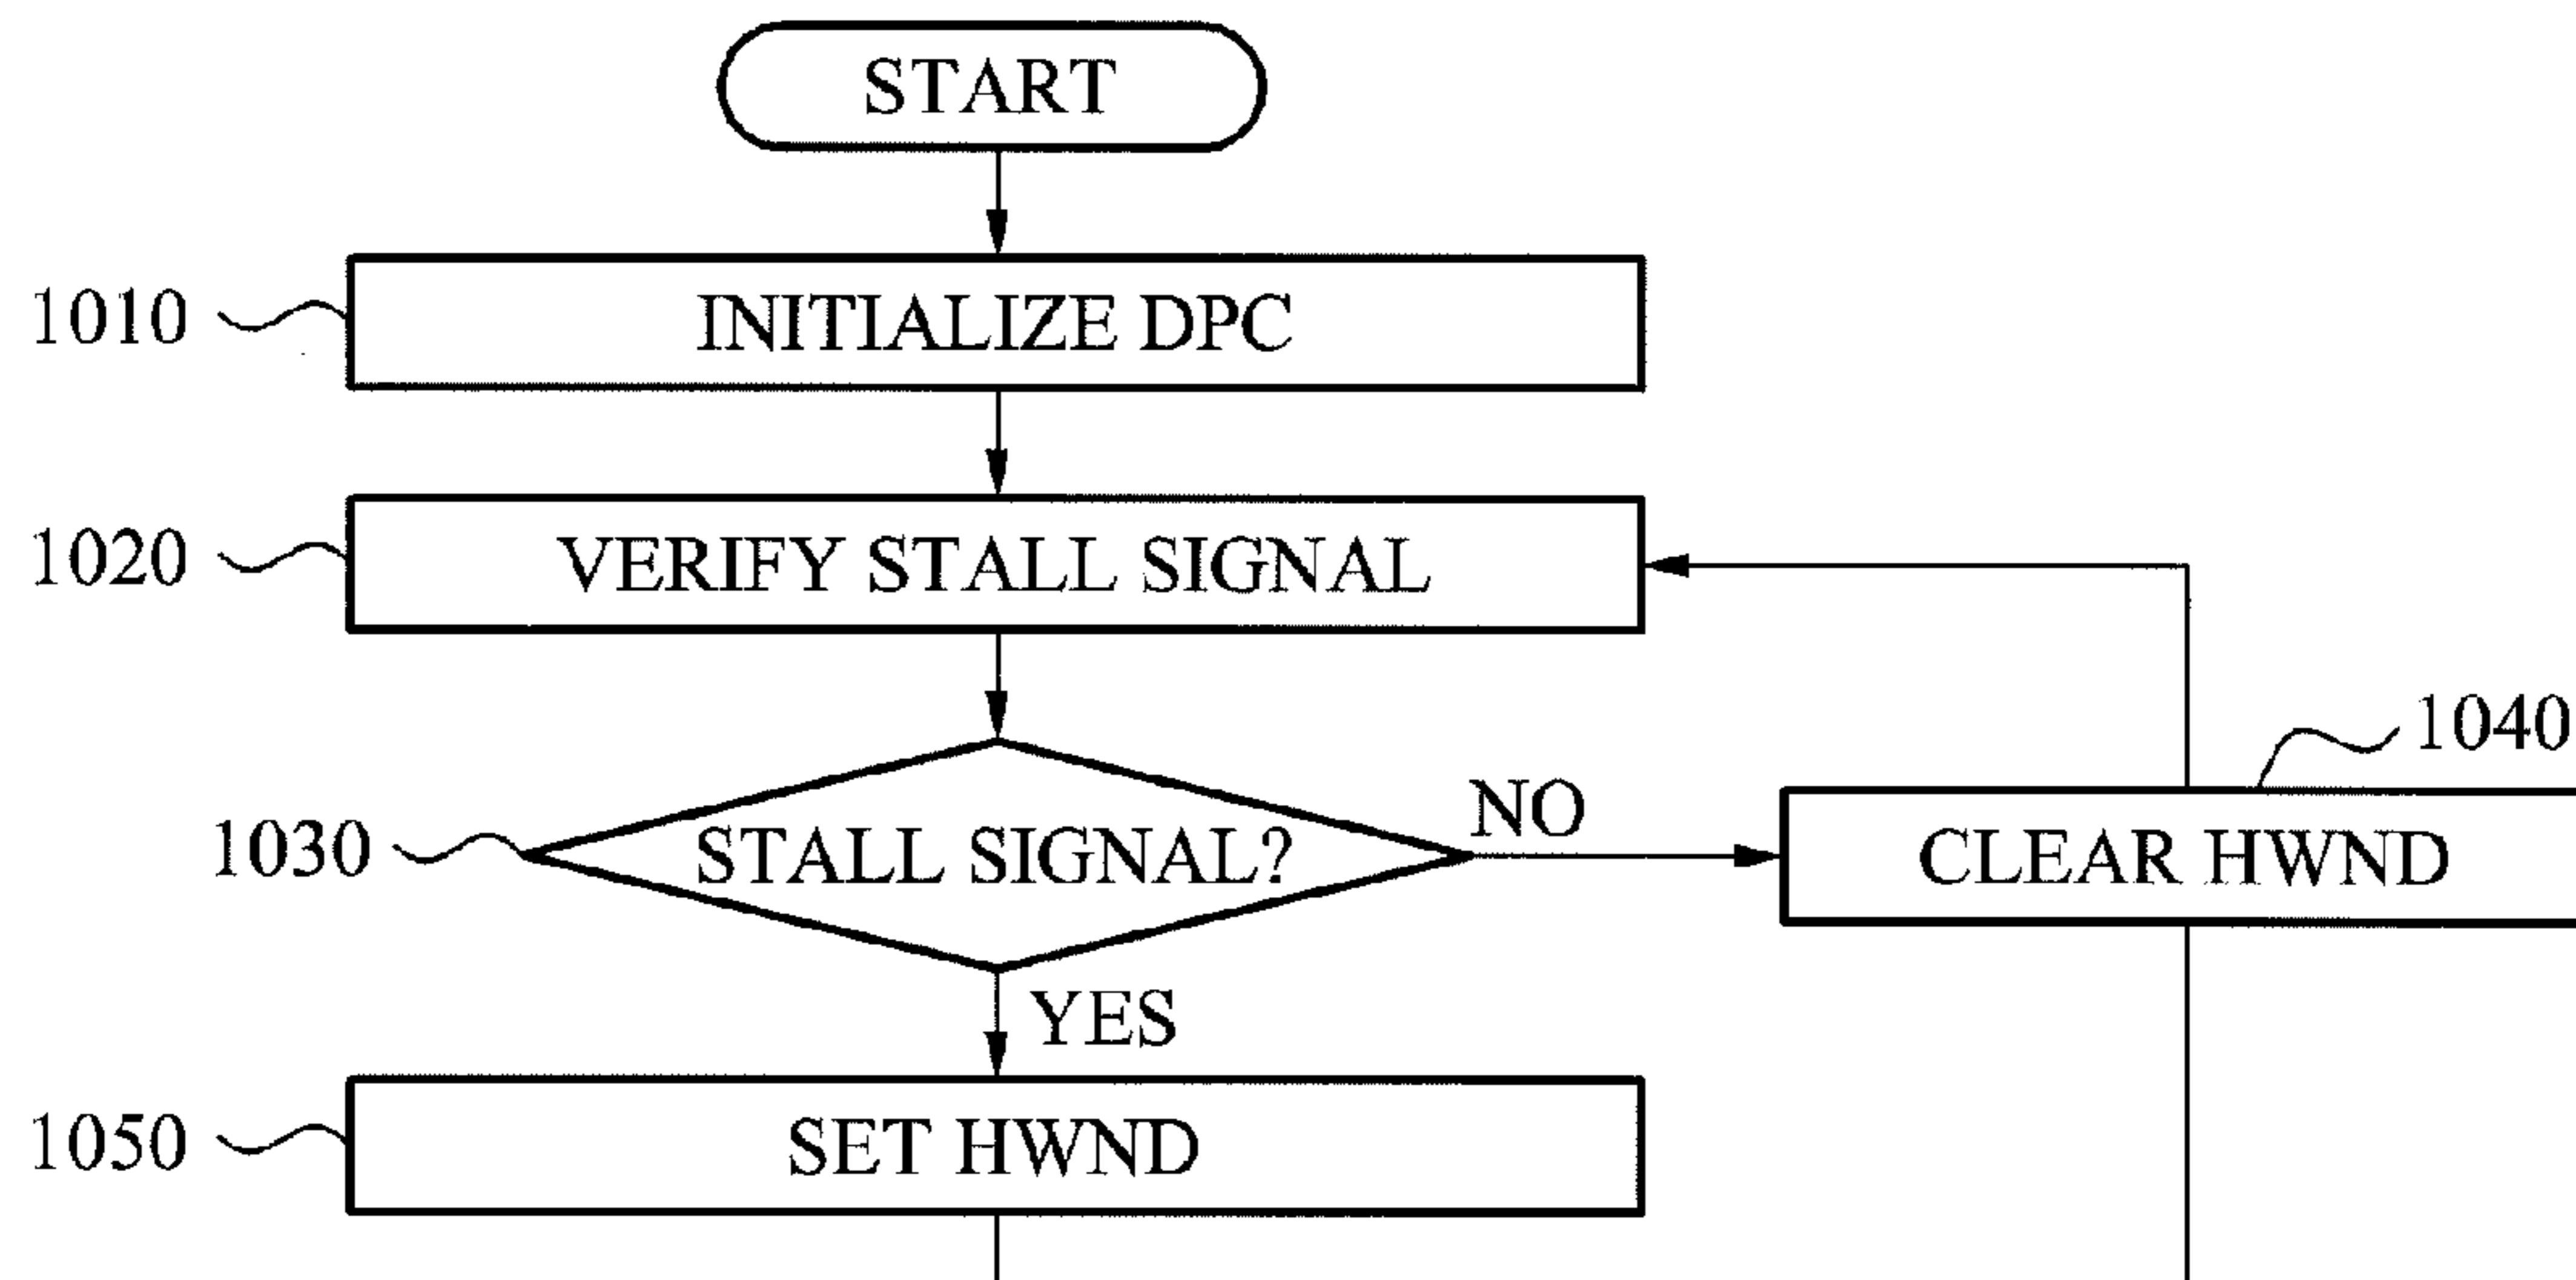 START
1010
INITIALIZE DPC
1020
VERIFY STALL SIGNAL
1030
STALL SIGNAL?
NO
1040
CLEAR HWND
YES
1050
SET HWND